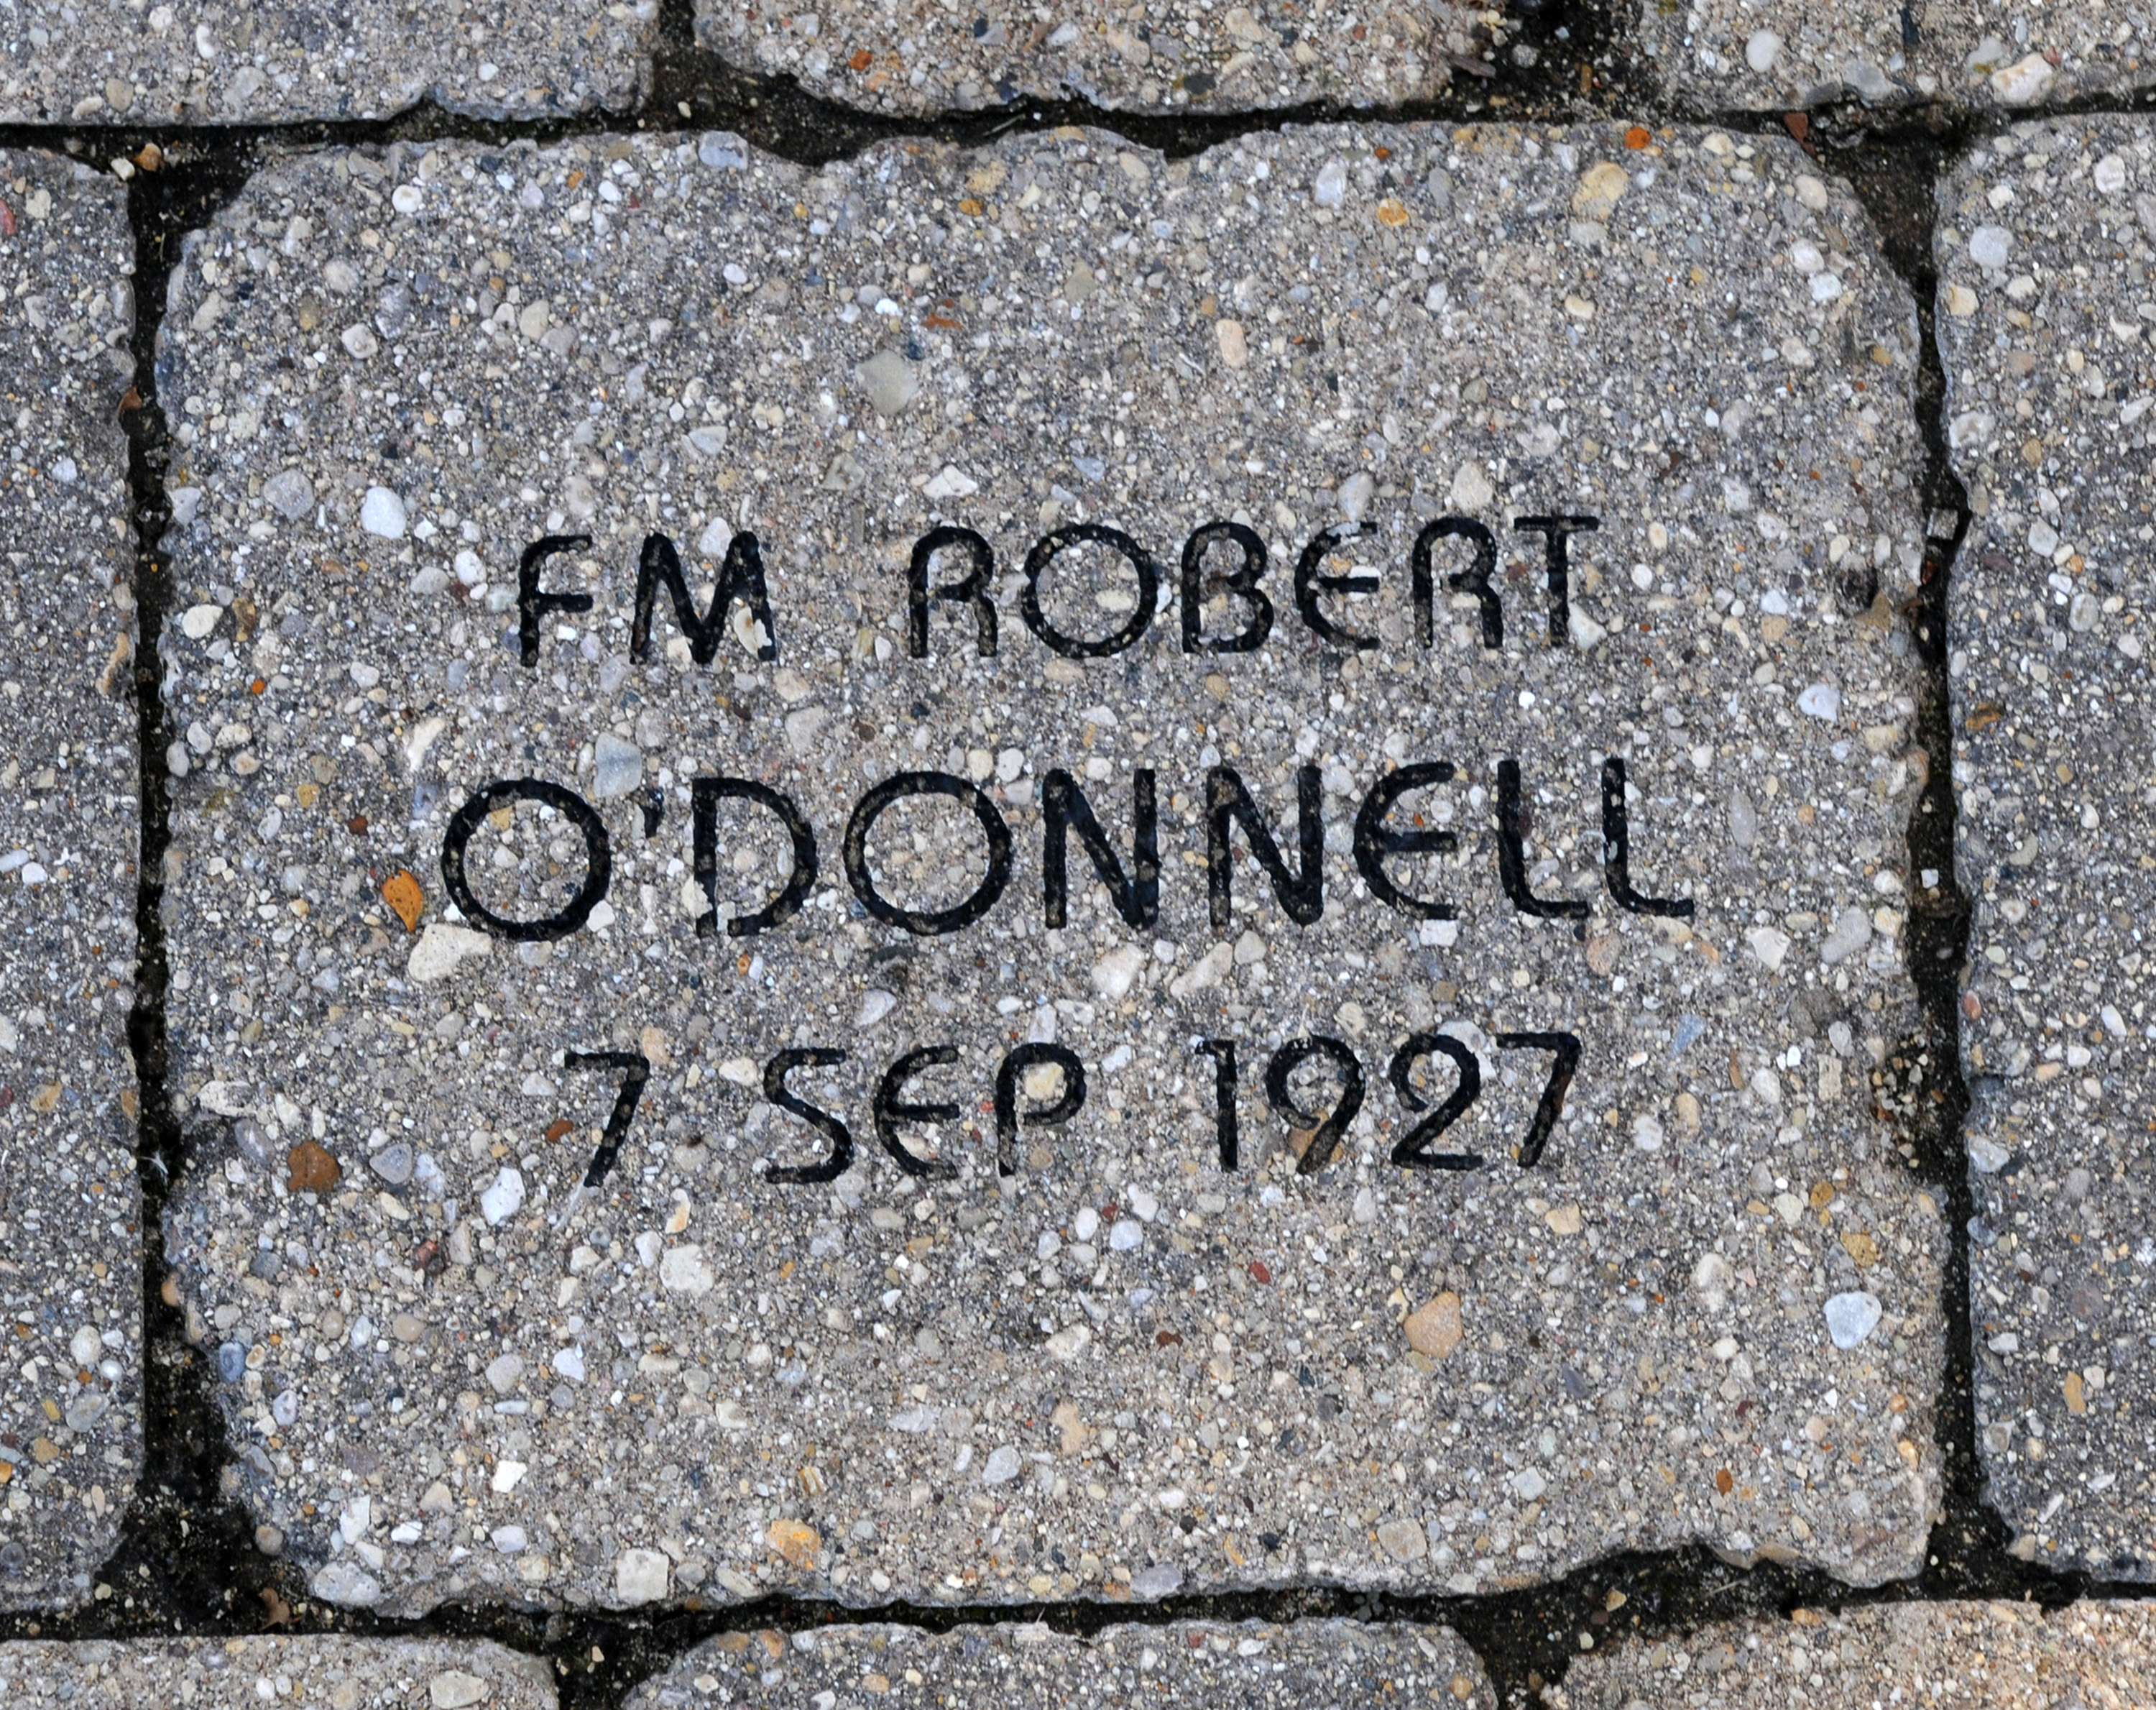 FM ROBERT
O'DONNELL
7 SEP 1927